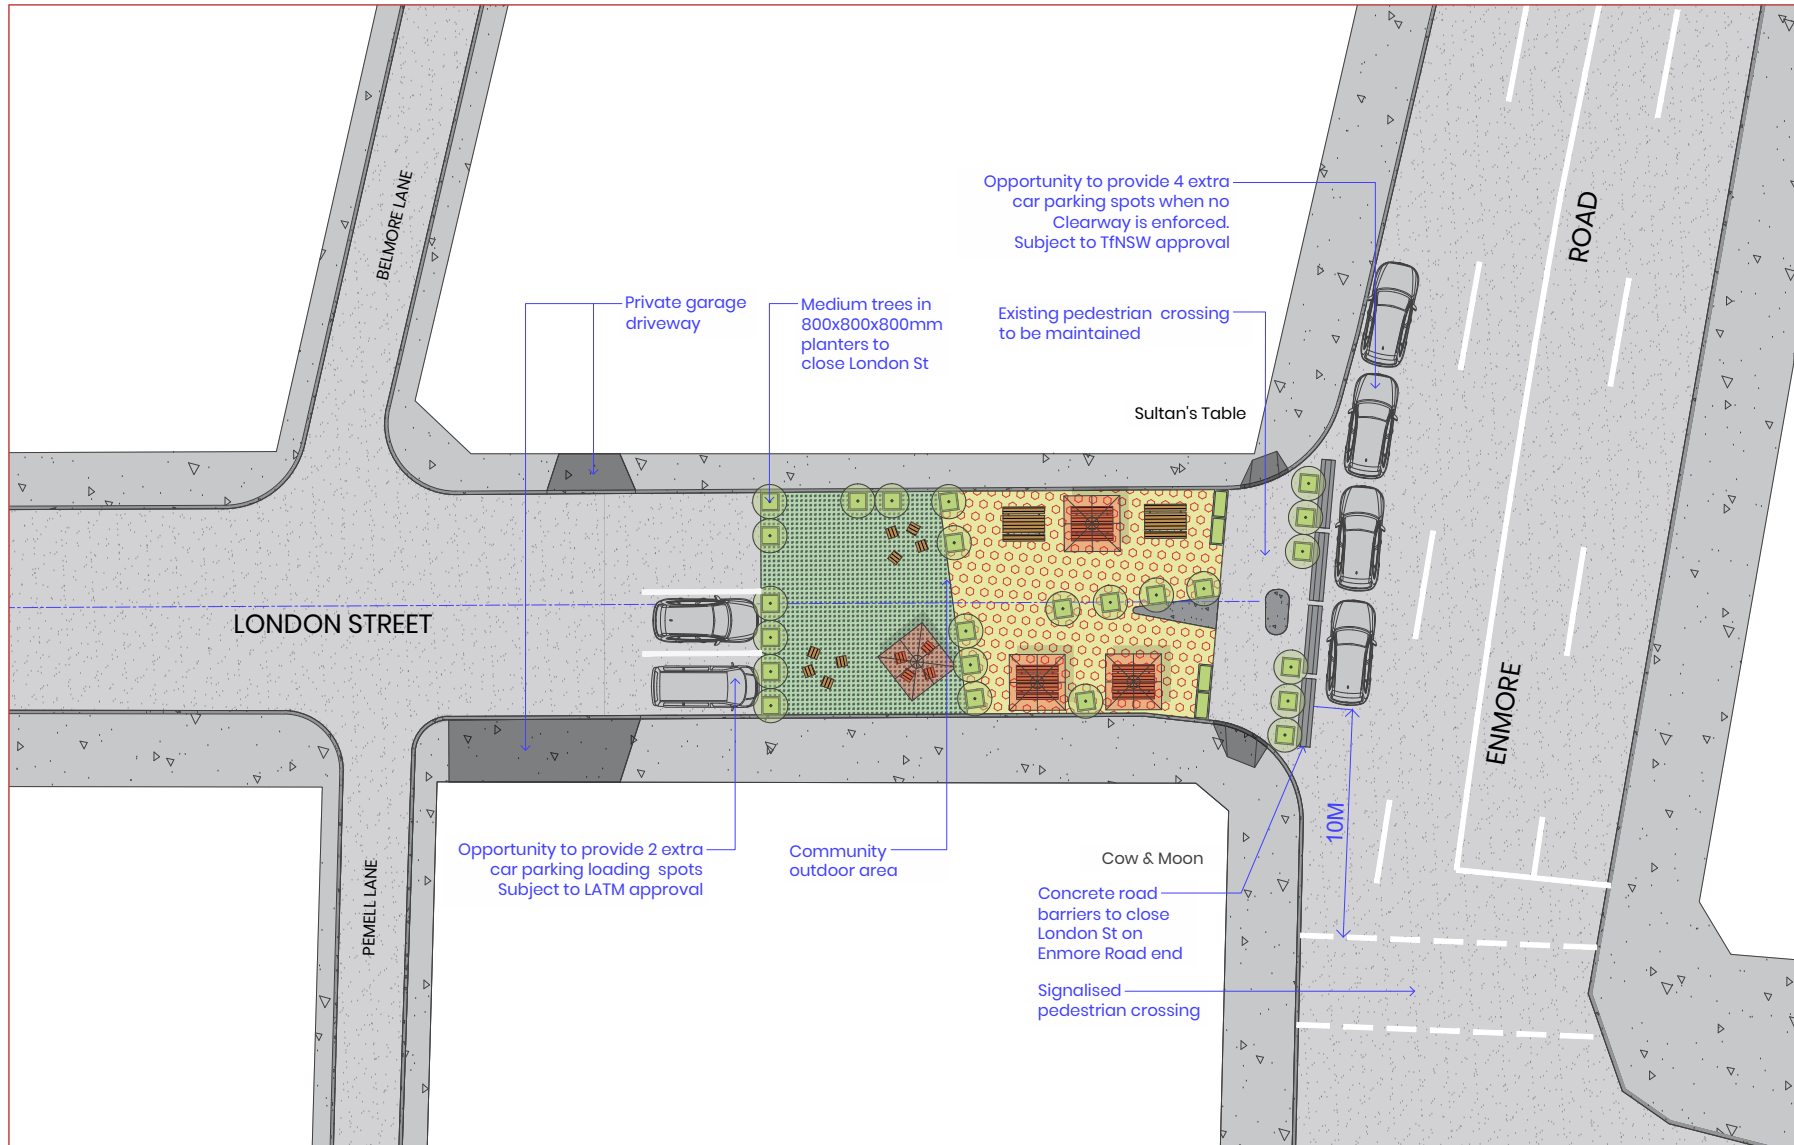 BELMORE LANE
Opportunity to provide 4 extra
car parking spots when no
Clearway is enforced.
Subject to TfNSW approval
ROAD
Private garage
driveway
Medium trees in
800x800x800mm
planters to
close London St
Existing pedestrian crossing
to be maintained
Sultan's Table
LONDON STREET
ENMORE
10M
Opportunity to provide 2 extra
car parking loading spots
Subject to LATM approval
Community
outdoor area
Cow & Moon
Concrete road
barriers to close
London St on
Enmore Road end
PEMELL LANE
Signalised
pedestrian crossing